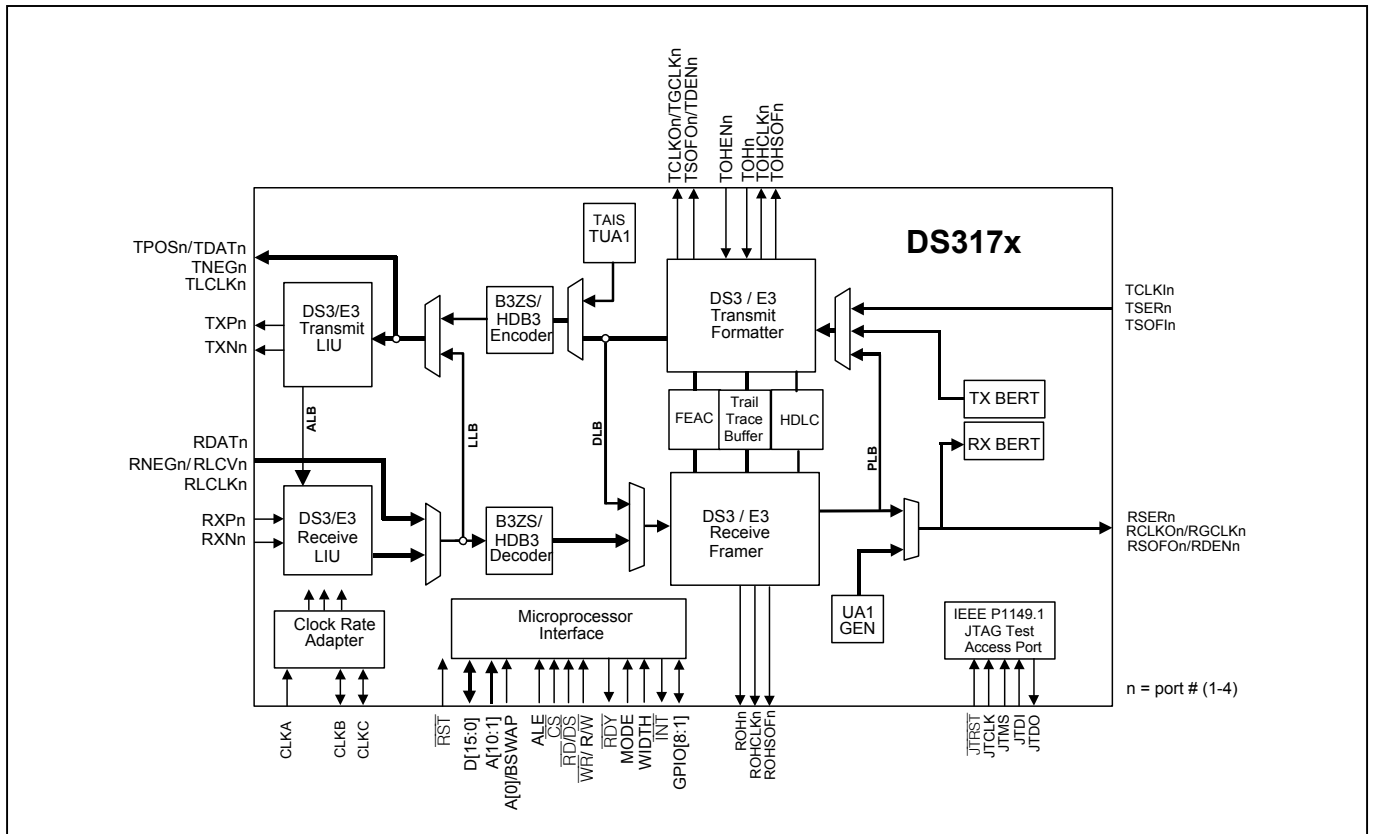 TCLKOn/TGCLKn
TSOFOn/TDENn
TOHENn
TOHn
TOHCLKn
TOHSOFn
DS317x
TAIS
TUA1
TPOSn/TDATn
TNEGn
TLCLKn
TXPn
TXNn
DS3/E3
Transmit
LIU
B3ZS/
HDB3
Encoder
DS3 / E3
Transmit
Formatter
TCLKIn
TSERn
TSOFIn
TX BERT
RX BERT
FEAC
Trail
Trace
Buffer
HDLC
ALB
LLB
DLB
PLB
RDATn
RNEGn/ RLCVn
RLCLKn
RXPn
RXNn
DS3/E3
Receive
LIU
B3ZS/
HDB3
Decoder
DS3 / E3
Receive
Framer
RSERn
RCLKOn/RGCLKn
RSOFOn/RDENn
UA1
GEN
Clock Rate
Adapter
Microprocessor
Interface
IEEE P1149.1
JTAG Test
Access Port
n = port # (1-4)
CLKA
CLKB
CLKC
RST
D[15:0]
A[10:1]
A[0]/BSWAP
ALE
CS
RD/DS
WR/ R/W
RDY
MODE
WIDTH
INT
GPIO[8:1]
ROHn
ROHCLKn
ROHSOFn
JTRST
JTCLK
JTMS
JTDI
JTDO